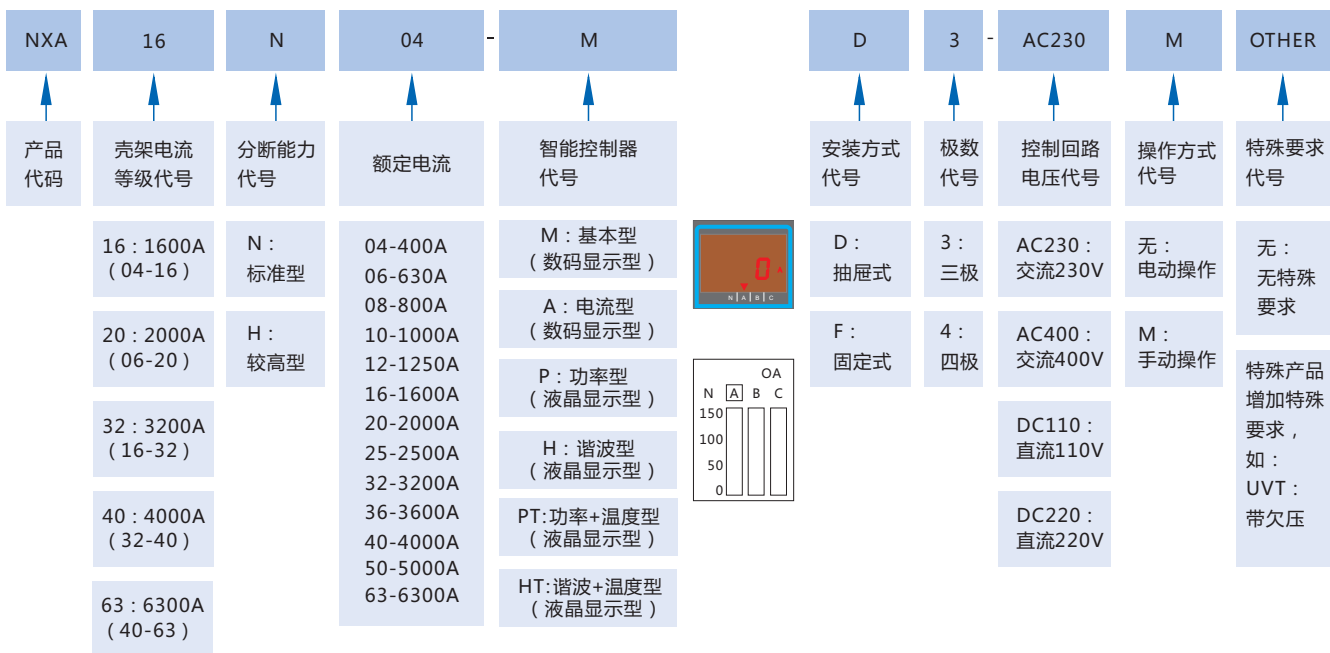 NXA 16 N 04 - M D 3 - AC230 M OTHER
产品
代码
壳架电流
等级代号
分断能力
代号
额定电流
智能控制器
代号
安装方式
代号
极数
代号
控制回路
电压代号
操作方式
代号
特殊要求
代号
16：1600A
（04-16）
20：2000A
（06-20）
32：3200A
（16-32）
40：4000A
（32-40）
63：6300A
（40-63）
N：
标准型
H：
较高型
04-400A
06-630A
08-800A
10-1000A
12-1250A
16-1600A
20-2000A
25-2500A
32-3200A
36-3600A
40-4000A
50-5000A
63-6300A
M：基本型
（数码显示型）
A：电流型
（数码显示型）
P：功率型
（液晶显示型）
H：谐波型
（液晶显示型）
PT:功率+温度型
（液晶显示型）
HT:谐波+温度型
（液晶显示型）
0 A
N A B C
OA
N A B C
150
100
50
0
D：
抽屉式
F：
固定式
3：
三极
4：
四极
AC230：
交流230V
AC400：
交流400V
DC110：
直流110V
DC220：
直流220V
无：
电动操作
M：
手动操作
无：
无特殊
要求
特殊产品
增加特殊
要求，
如：
UVT：
带欠压